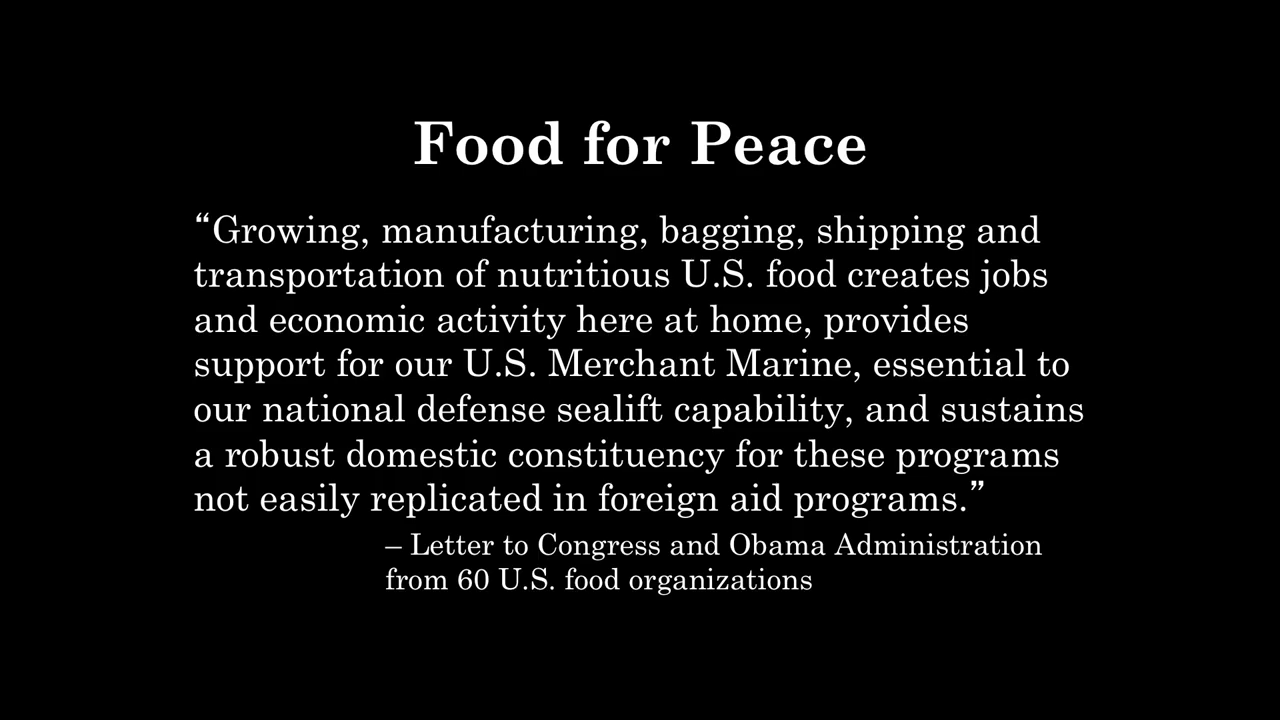 Food for Peace
“Growing, manufacturing, bagging, shipping and
transportation of nutritious U.S. food creates jobs
and economic activity here at home, provides
support for our U.S. Merchant Marine, essential to
our national defense sealift capability, and sustains
a robust domestic constituency for these programs
not easily replicated in foreign aid programs.”
– Letter to Congress and Obama Administration
from 60 U.S. food organizations